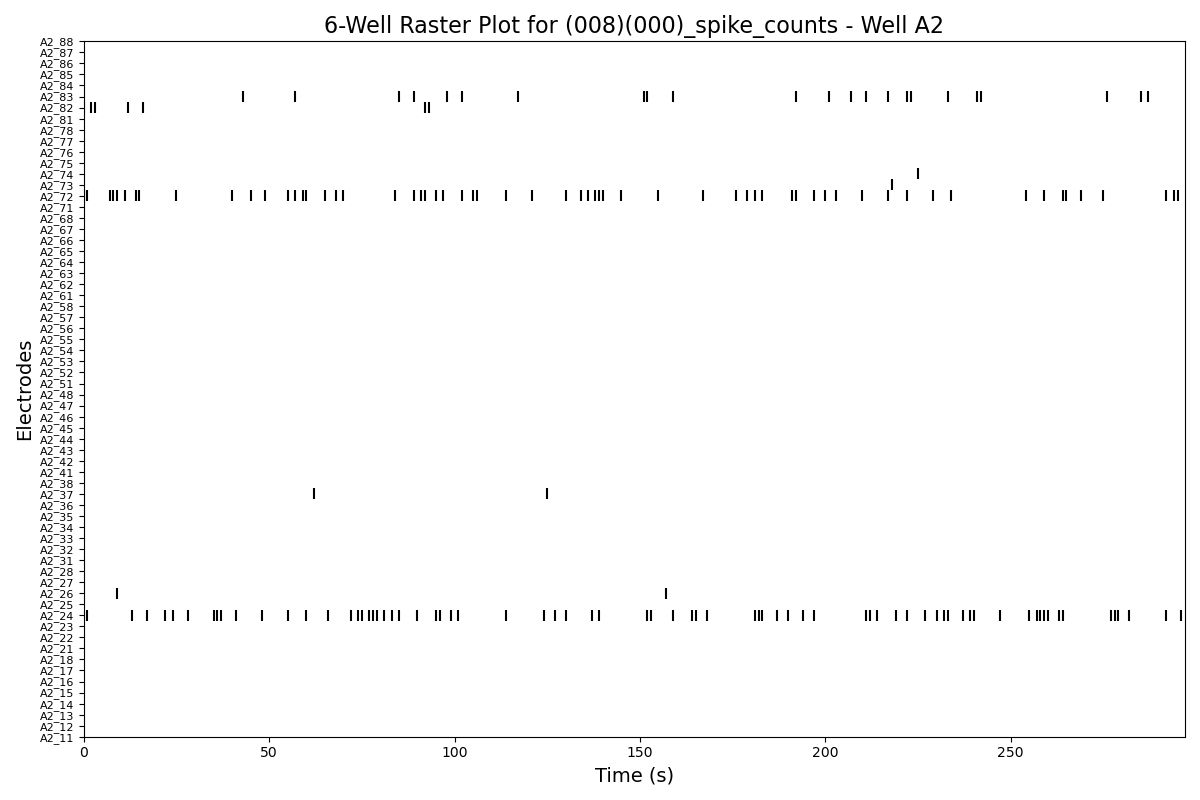 6-Well Raster Plot for (008)(000)_spike_counts - Well A2
A2_88
A2_87
A2_86
A2_85
A2_84
A2_83
A2_82
A2_81
A2_78
A2_77
A2_76
A2_75
A2_74
A2_73
A2_72
A2_71
A2_68
A2_67
A2_66
A2_65
A2_64
A2_63
A2_62
A2_61
A2_58
A2_57
A2_56
A2_55
A2_54
A2_53
A2_52
A2_51
A2_48
A2_47
A2_46
A2_45
A2_44
A2_43
A2_42
A2_41
A2_38
A2_37
A2_36
A2_35
A2_34
A2_33
A2_32
A2_31
A2_28
A2_27
A2_26
A2_25
A2_24
A2_23
A2_22
A2_21
A2_18
A2_17
A2_16
A2_15
A2_14
A2_13
A2_12
A2_11
Electrodes
0 50 100 150 200 250
Time (s)